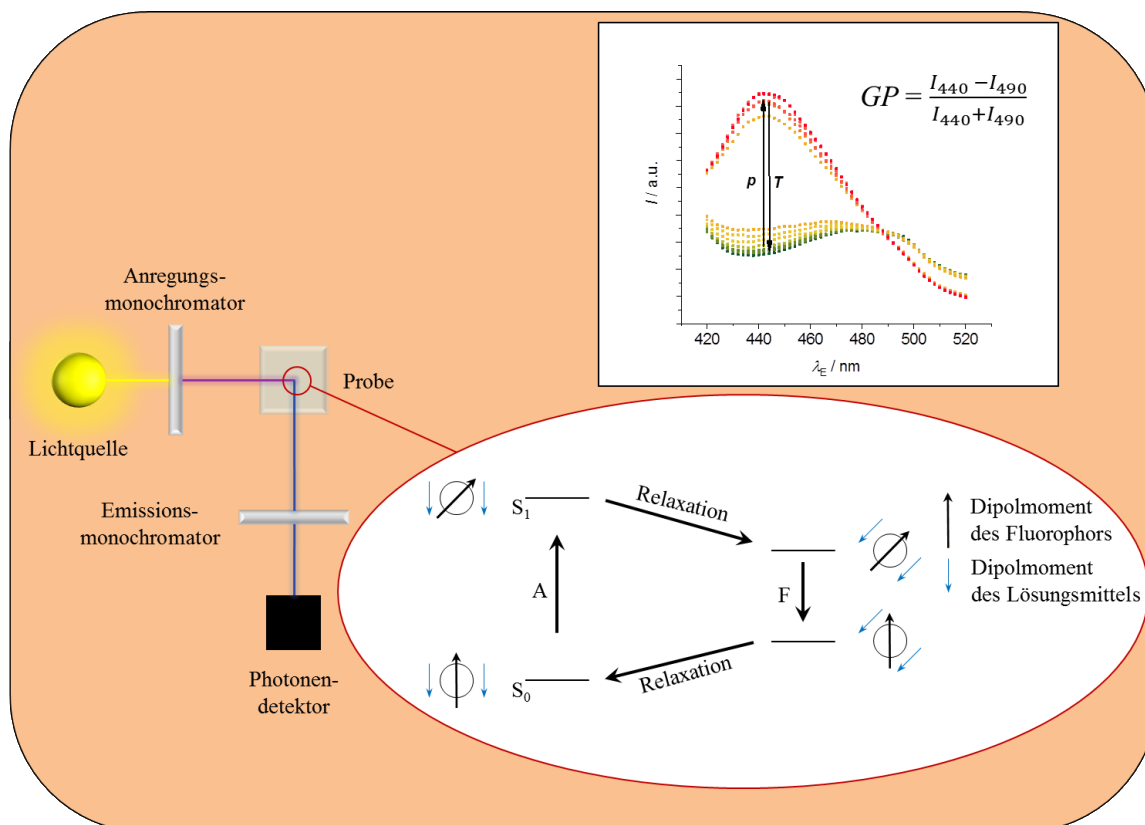 GP = (I₄₄₀ − I₄₉₀) / (I₄₄₀ + I₄₉₀)
I / a.u.
p
T
420 440 460 480 500 520
λ_E / nm
Anregungs-
monochromator
Probe
Lichtquelle
Emissions-
monochromator
Photonen-
detektor
S₁
Relaxation
A
F
S₀
Relaxation
Dipolmoment
des Fluorophors
Dipolmoment
des Lösungsmittels